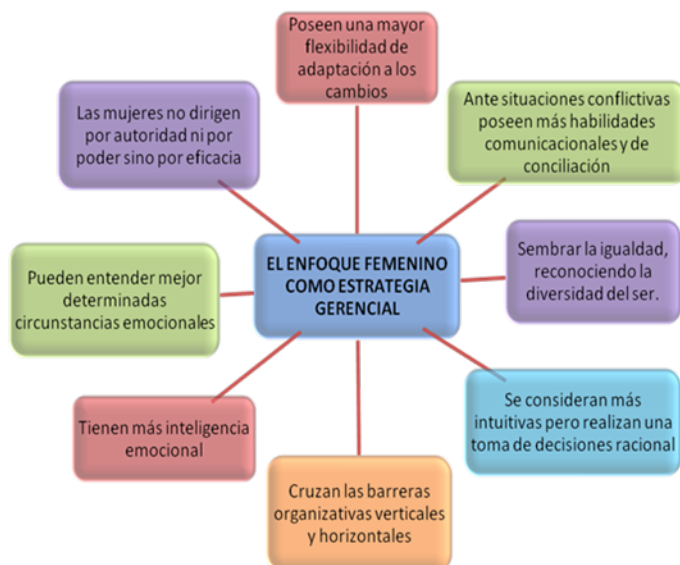 Poseen una mayor
flexibilidad de
adaptación a los
cambios
Las mujeres no dirigen
por autoridad ni por
poder sino por eficacia
Ante situaciones conflictivas
poseen más habilidades
comunicacionales y de
conciliación
EL ENFOQUE FEMENINO
COMO ESTRATEGIA
GERENCIAL
Sembrar la igualdad,
reconociendo la
diversidad del ser.
Pueden entender mejor
determinadas
circunstancias emocionales
Se consideran más
intuitivas pero realizan una
toma de decisiones racional
Tienen más inteligencia
emocional
Cruzan las barreras
organizativas verticales
y horizontales